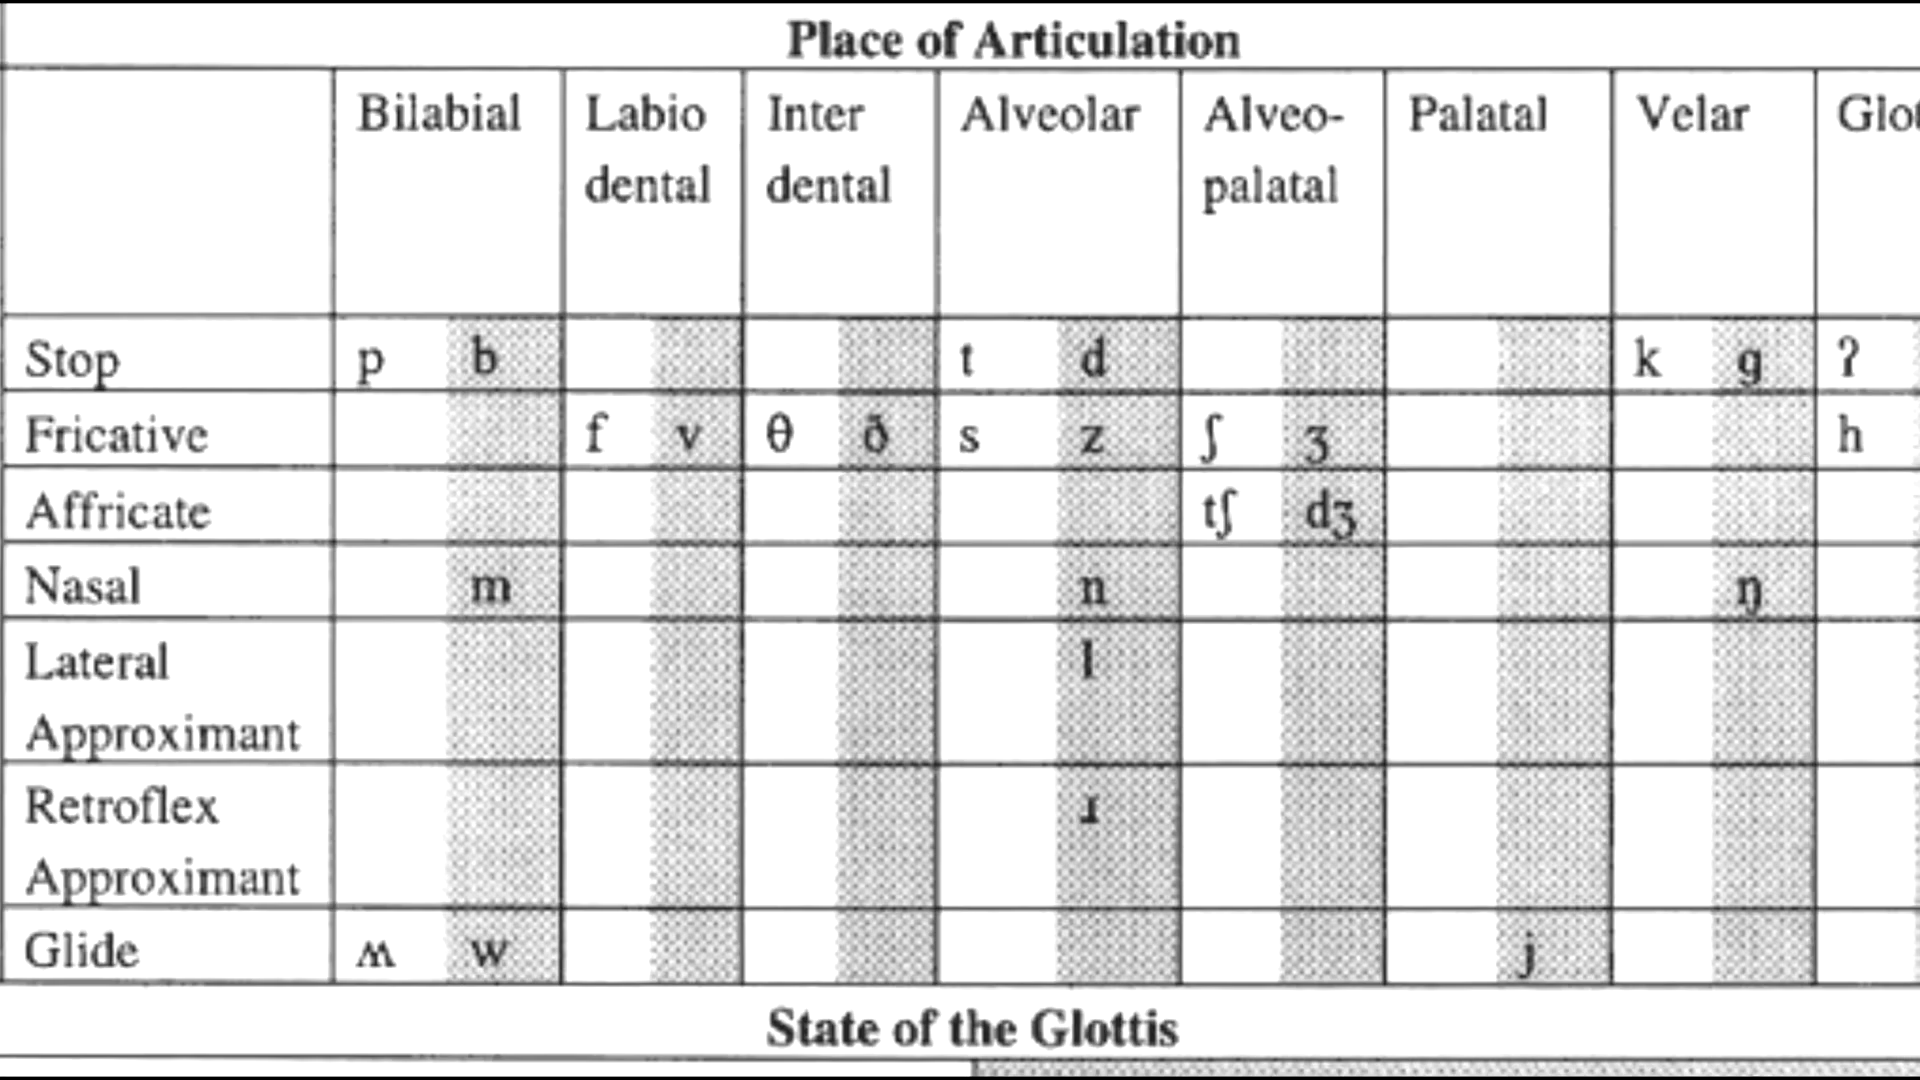 Place of Articulation
Bilabial Labio dental Inter dental Alveolar Alveo-palatal Palatal Velar
Stop p b t d k g ʔ
Fricative f v θ ð s z ʃ ʒ h
Affricate tʃ dʒ
Nasal m n ŋ
Lateral Approximant l
Retroflex Approximant ɹ
Glide ʍ w j
State of the Glottis